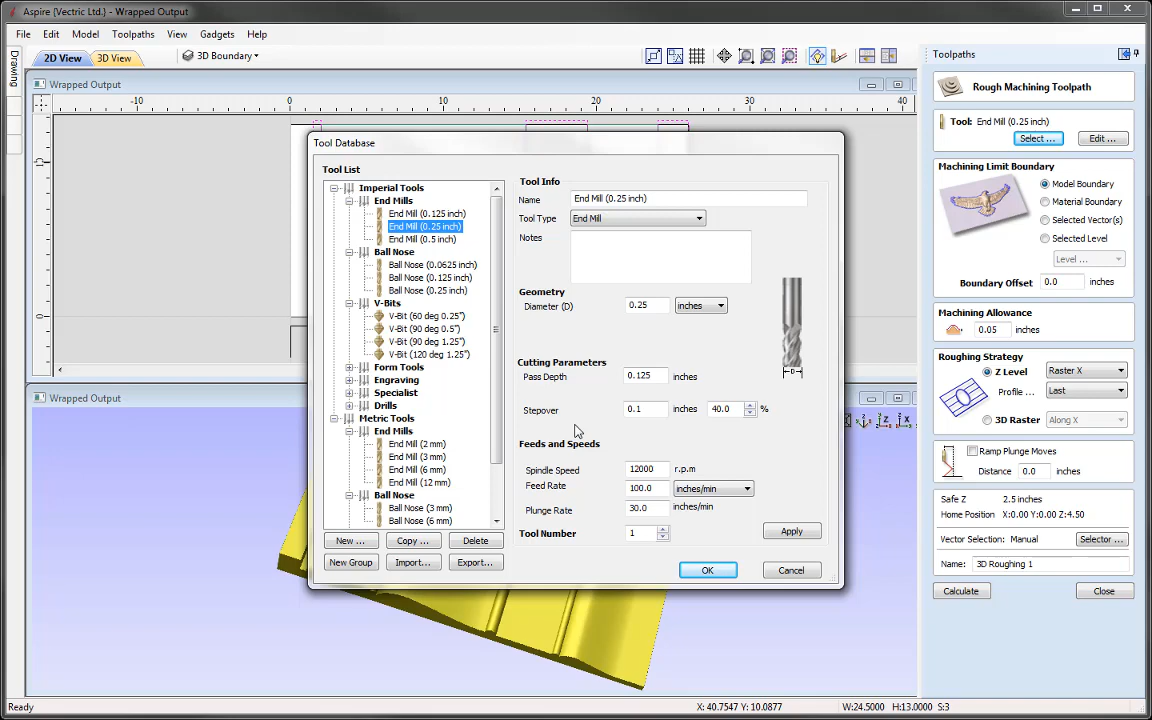 Aspire (Vectric Ltd.) - Wrapped Output
File Edit Model Toolpaths View Gadgets Help
Drawing
2D View 3D View 3D Boundary
Wrapped Output
-10 0 10 20 30 40
0
Wrapped Output
Tool Database
Tool List
Imperial Tools
End Mills
End Mill (0.125 inch)
End Mill (0.25 inch)
End Mill (0.5 inch)
Ball Nose
Ball Nose (0.0625 inch)
Ball Nose (0.125 inch)
Ball Nose (0.25 inch)
V-Bits
V-Bit (60 deg 0.25")
V-Bit (90 deg 0.5")
V-Bit (90 deg 1.25")
V-Bit (120 deg 1.25")
Form Tools
Engraving
Specialist
Drills
Metric Tools
End Mills
End Mill (2 mm)
End Mill (3 mm)
End Mill (6 mm)
End Mill (12 mm)
Ball Nose
Ball Nose (3 mm)
Ball Nose (6 mm)
New ... Copy ... Delete
New Group Import... Export...
Tool Info
Name End Mill (0.25 inch)
Tool Type End Mill
Notes
Geometry
Diameter (D) 0.25 inches
D
Cutting Parameters
Pass Depth 0.125 inches
Stepover 0.1 inches 40.0 %
Feeds and Speeds
Spindle Speed 12000 r.p.m
Feed Rate 100.0 inches/min
Plunge Rate 30.0 inches/min
Tool Number 1 Apply
OK Cancel
Z X
Toolpaths
Rough Machining Toolpath
Tool: End Mill (0.25 inch)
Select ... Edit ...
Machining Limit Boundary
Model Boundary
Material Boundary
Selected Vector(s)
Selected Level
Level ...
Boundary Offset 0.0 inches
Machining Allowance
0.05 inches
Roughing Strategy
Z Level Raster X
Profile ... Last
3D Raster Along X
Ramp Plunge Moves
Distance 0.0 inches
Safe Z 2.5 inches
Home Position X:0.00 Y:0.00 Z:4.50
Vector Selection: Manual Selector ...
Name: 3D Roughing 1
Calculate Close
Ready X: 40.7547 Y: 10.0877 W:24.5000 H:13.0000 S:3